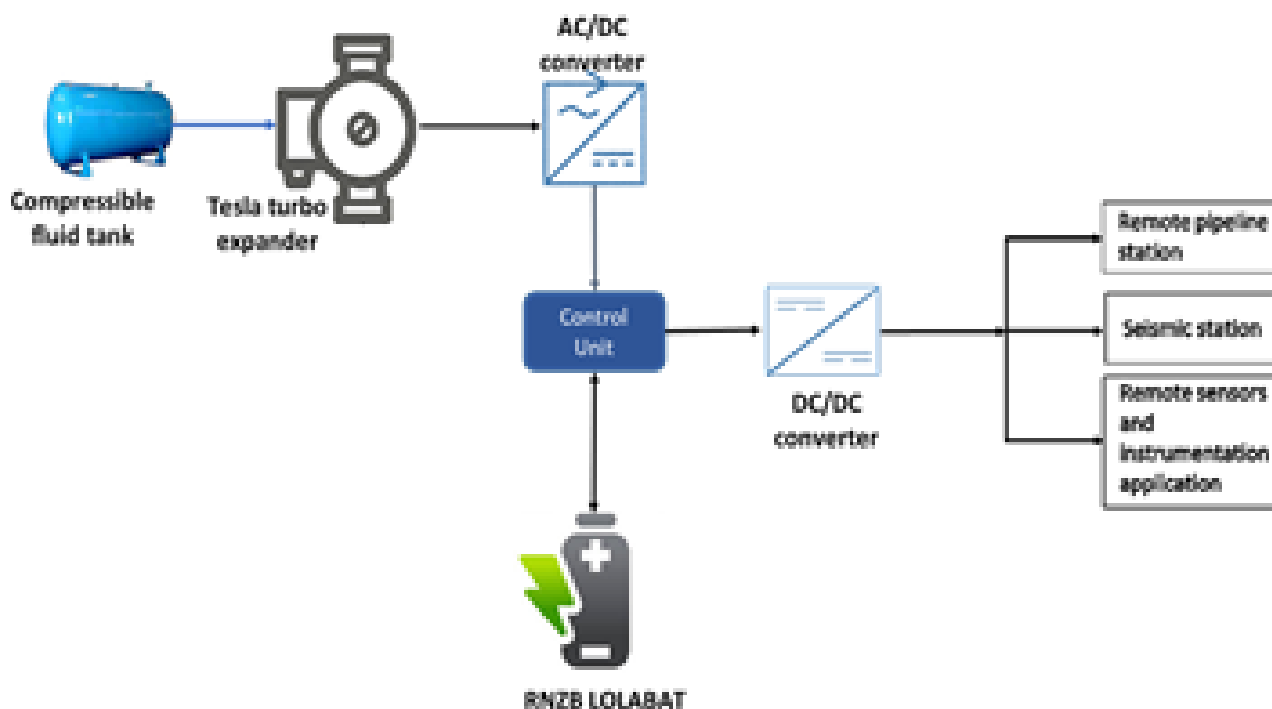 AC/DC
converter
Compressible
fluid tank
Tesla turbo
expander
Control
Unit
DC/DC
converter
Remote pipeline
station
Seismic station
Remote sensors
and
instrumentation
application
RNZB LOLABAT